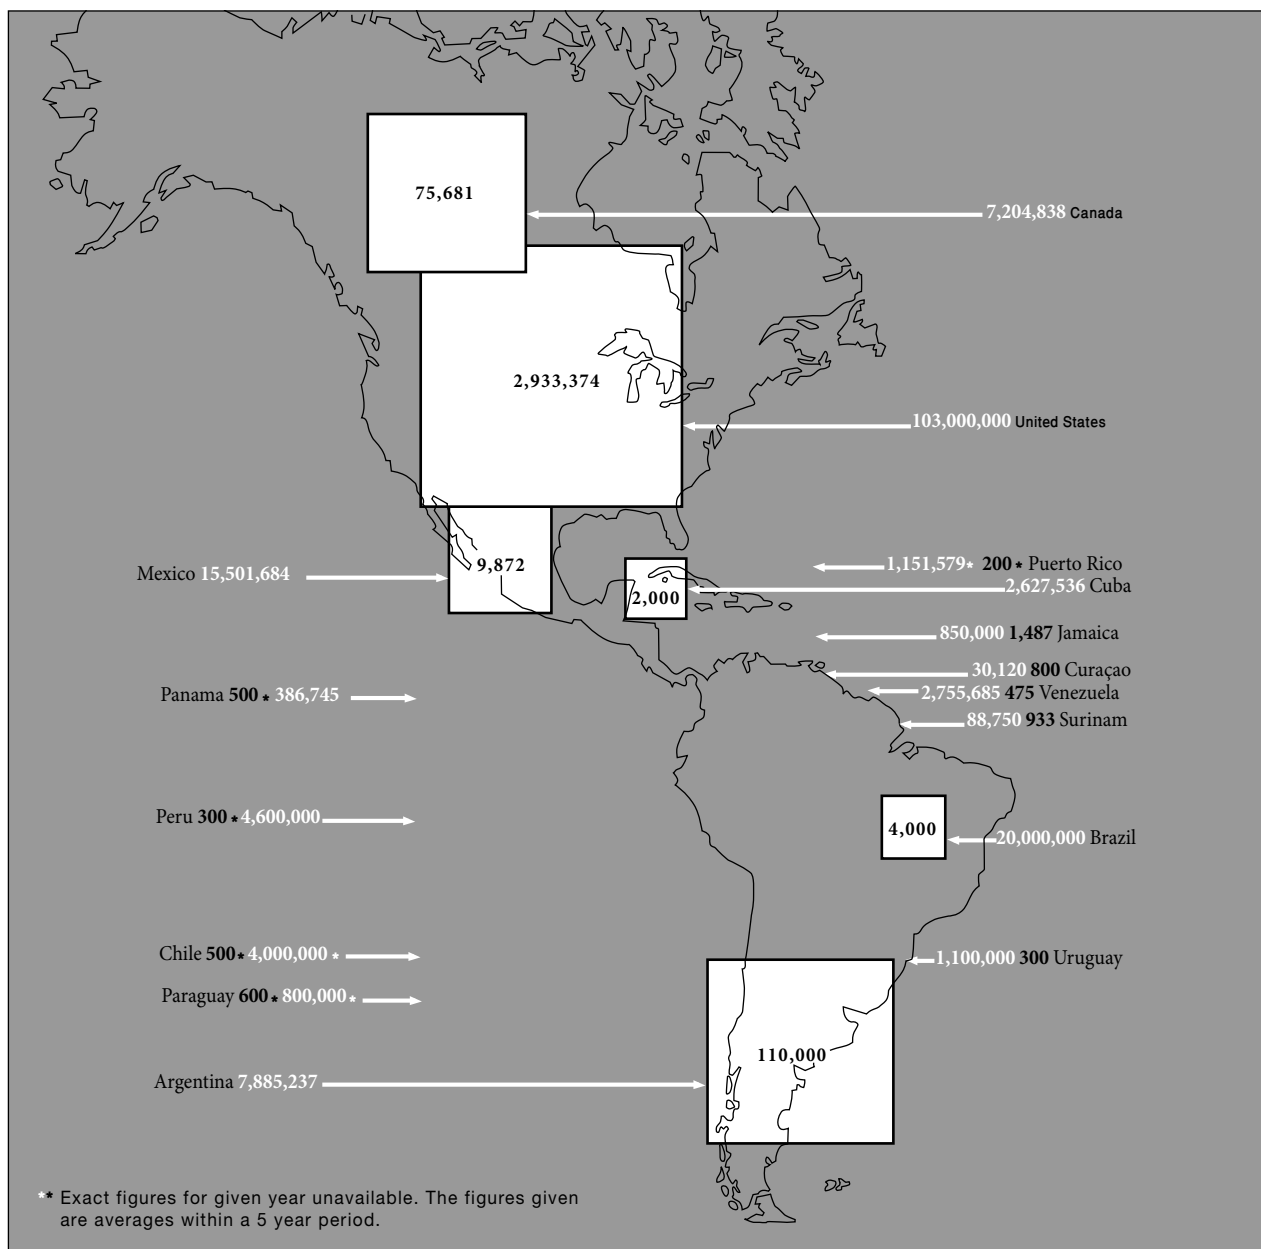 75,681
7,204,838 Canada
2,933,374
103,000,000 United States
9,872
Mexico 15,501,684
1,151,579* 200* Puerto Rico
2,627,536 Cuba
2,000
850,000 1,487 Jamaica
30,120 800 Curaçao
2,755,685 475 Venezuela
Panama 500* 386,745
88,750 933 Surinam
Peru 300* 4,600,000
4,000
20,000,000 Brazil
Chile 500* 4,000,000 *
1,100,000 300 Uruguay
Paraguay 600* 800,000*
110,000
Argentina 7,885,237
** Exact figures for given year unavailable. The figures given
are averages within a 5 year period.